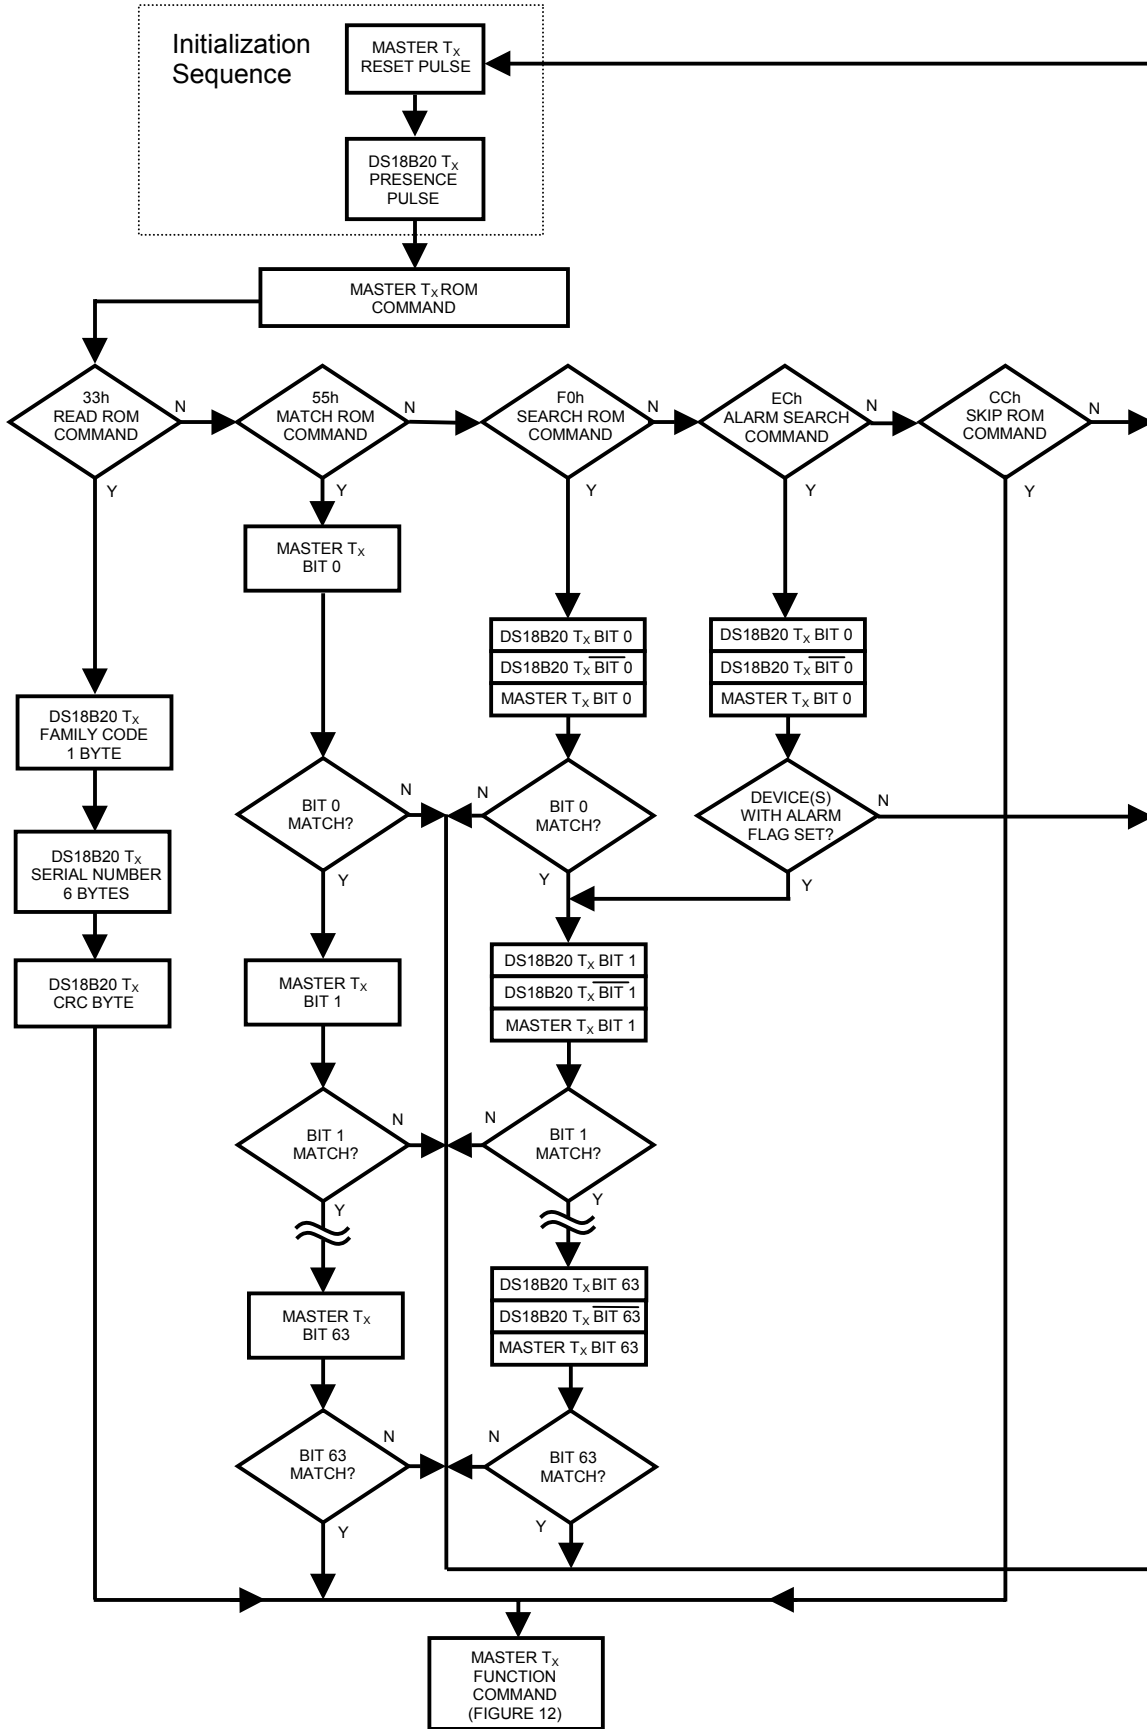 Initialization
Sequence
MASTER TX
RESET PULSE
DS18B20 TX
PRESENCE
PULSE
MASTER TX ROM
COMMAND
33h
READ ROM
COMMAND
N
Y
55h
MATCH ROM
COMMAND
N
Y
F0h
SEARCH ROM
COMMAND
N
Y
ECh
ALARM SEARCH
COMMAND
N
Y
CCh
SKIP ROM
COMMAND
N
Y
MASTER TX
BIT 0
DS18B20 TX BIT 0
DS18B20 TX BIT 0
MASTER TX BIT 0
DS18B20 TX BIT 0
DS18B20 TX BIT 0
MASTER TX BIT 0
DS18B20 TX
FAMILY CODE
1 BYTE
BIT 0
MATCH?
N
Y
N
BIT 0
MATCH?
Y
DEVICE(S)
WITH ALARM
FLAG SET?
N
Y
DS18B20 TX
SERIAL NUMBER
6 BYTES
DS18B20 TX
CRC BYTE
MASTER TX
BIT 1
DS18B20 TX BIT 1
DS18B20 TX BIT 1
MASTER TX BIT 1
BIT 1
MATCH?
N
Y
N
BIT 1
MATCH?
Y
MASTER TX
BIT 63
DS18B20 TX BIT 63
DS18B20 TX BIT 63
MASTER TX BIT 63
BIT 63
MATCH?
N
Y
N
BIT 63
MATCH?
Y
MASTER TX
FUNCTION
COMMAND
(FIGURE 12)